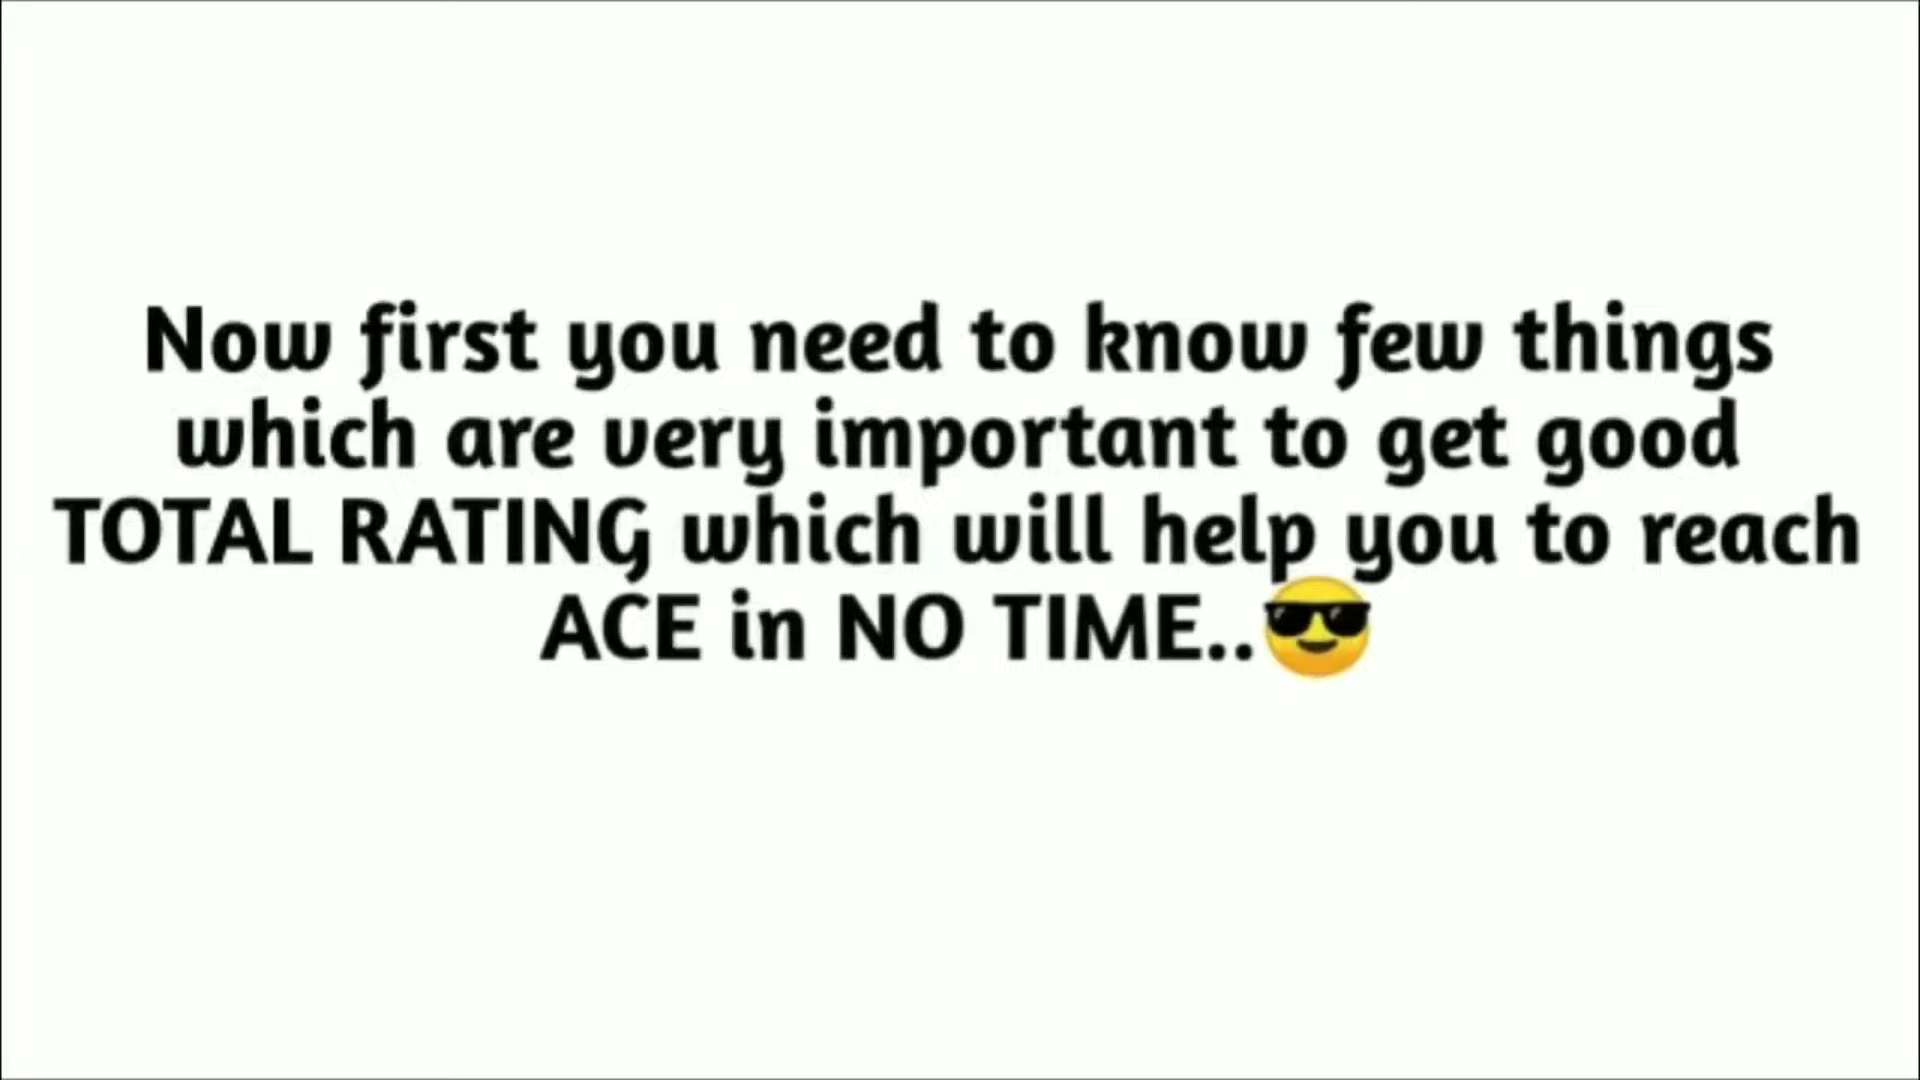 Now first you need to know few things
which are very important to get good
TOTAL RATING which will help you to reach
ACE in NO TIME..😎